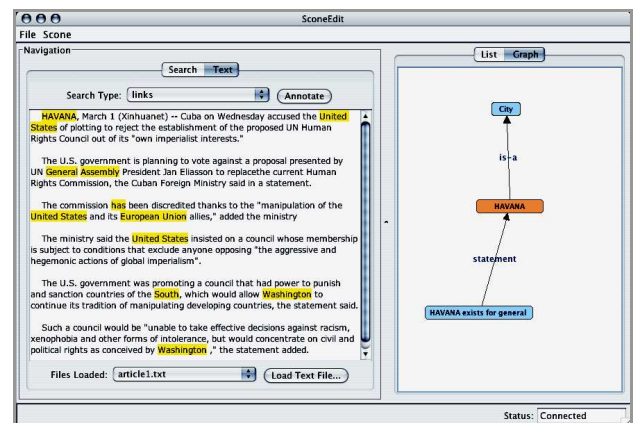 SconeEdit
File Scone
Navigation
Search Text
Search Type: links Annotate
HAVANA, March 1 (Xinhuanet) -- Cuba on Wednesday accused the United
States of plotting to reject the establishment of the proposed UN Human
Rights Council out of its "own imperialist interests."
The U.S. government is planning to vote against a proposal presented by
UN General Assembly President Jan Eliasson to replacethe current Human
Rights Commission, the Cuban Foreign Ministry said in a statement.
The commission has been discredited thanks to the "manipulation of the
United States and its European Union allies," added the ministry
The ministry said the United States insisted on a council whose membership
is subject to conditions that exclude anyone opposing "the aggressive and
hegemonic actions of global imperialism".
The U.S. government was promoting a council that had power to punish
and sanction countries of the South, which would allow Washington to
continue its tradition of manipulating developing countries, the statement said.
Such a council would be "unable to take effective decisions against racism,
xenophobia and other forms of intolerance, but would concentrate on civil and
political rights as conceived by Washington ," the statement added.
Files Loaded: article1.txt Load Text File...
List Graph
City
is-a
HAVANA
statement
HAVANA exists for general
Status: Connected